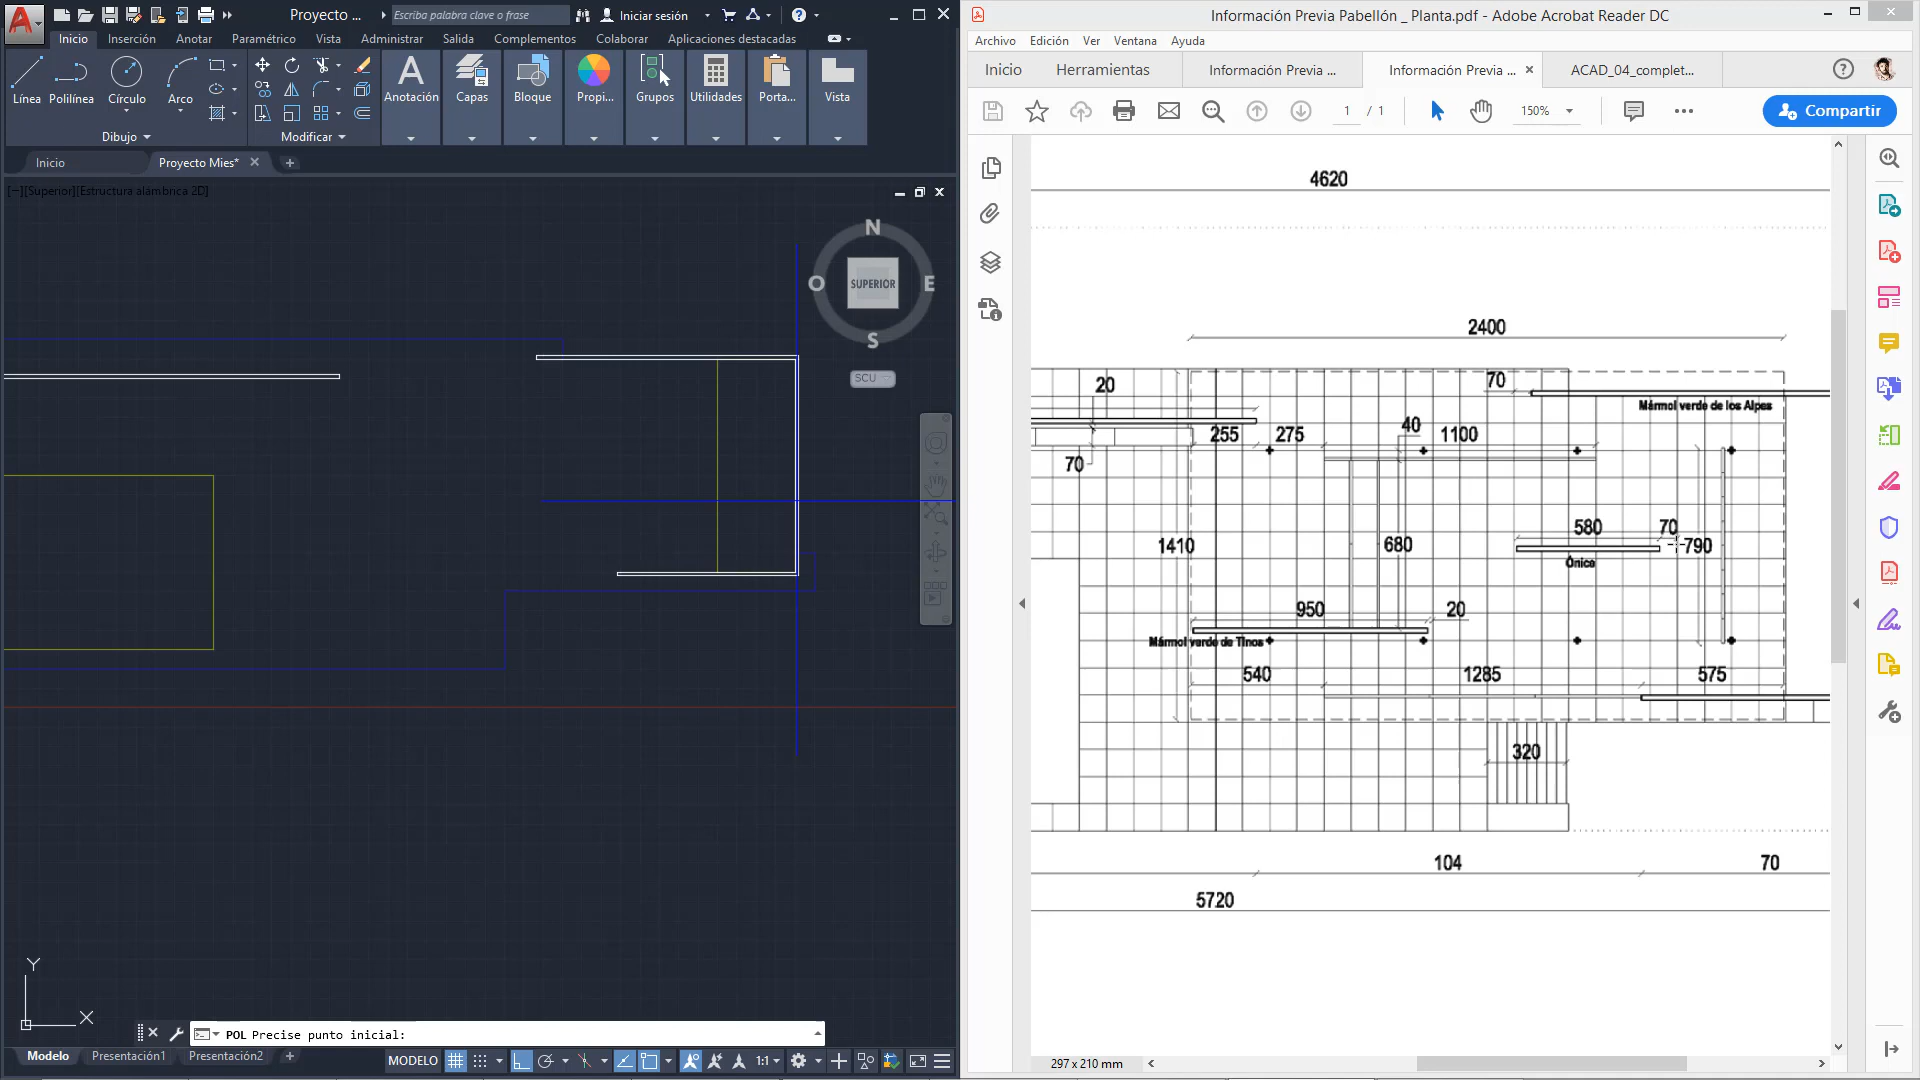 Proyecto ...
Escriba palabra clave o frase
Iniciar sesión
Inicio
Inserción
Anotar
Paramétrico
Vista
Administrar
Salida
Complementos
Colaborar
Aplicaciones destacadas
Línea
Polilínea
Círculo
Arco
Anotación
Capas
Bloque
Propi...
Grupos
Utilidades
Porta...
Vista
Dibujo
Modificar
Inicio
Proyecto Mies*
[−][Superior][Estructura alámbrica 2D]
N
O
SUPERIOR
E
S
SCU
Y
X
POL Precise punto inicial:
Modelo
Presentación1
Presentación2
MODELO
1:1
Información Previa Pabellón _ Planta.pdf - Adobe Acrobat Reader DC
Archivo
Edición
Ver
Ventana
Ayuda
Inicio
Herramientas
Información Previa ...
Información Previa ...
ACAD_04_complet...
1 / 1
150%
Compartir
4620
2400
20
70
Mármol verde de los Alpes
255
275
40
1100
70
580
70
1410
680
790
Ónice
950
20
Mármol verde de Tinos
540
1285
575
320
104
70
5720
297 x 210 mm